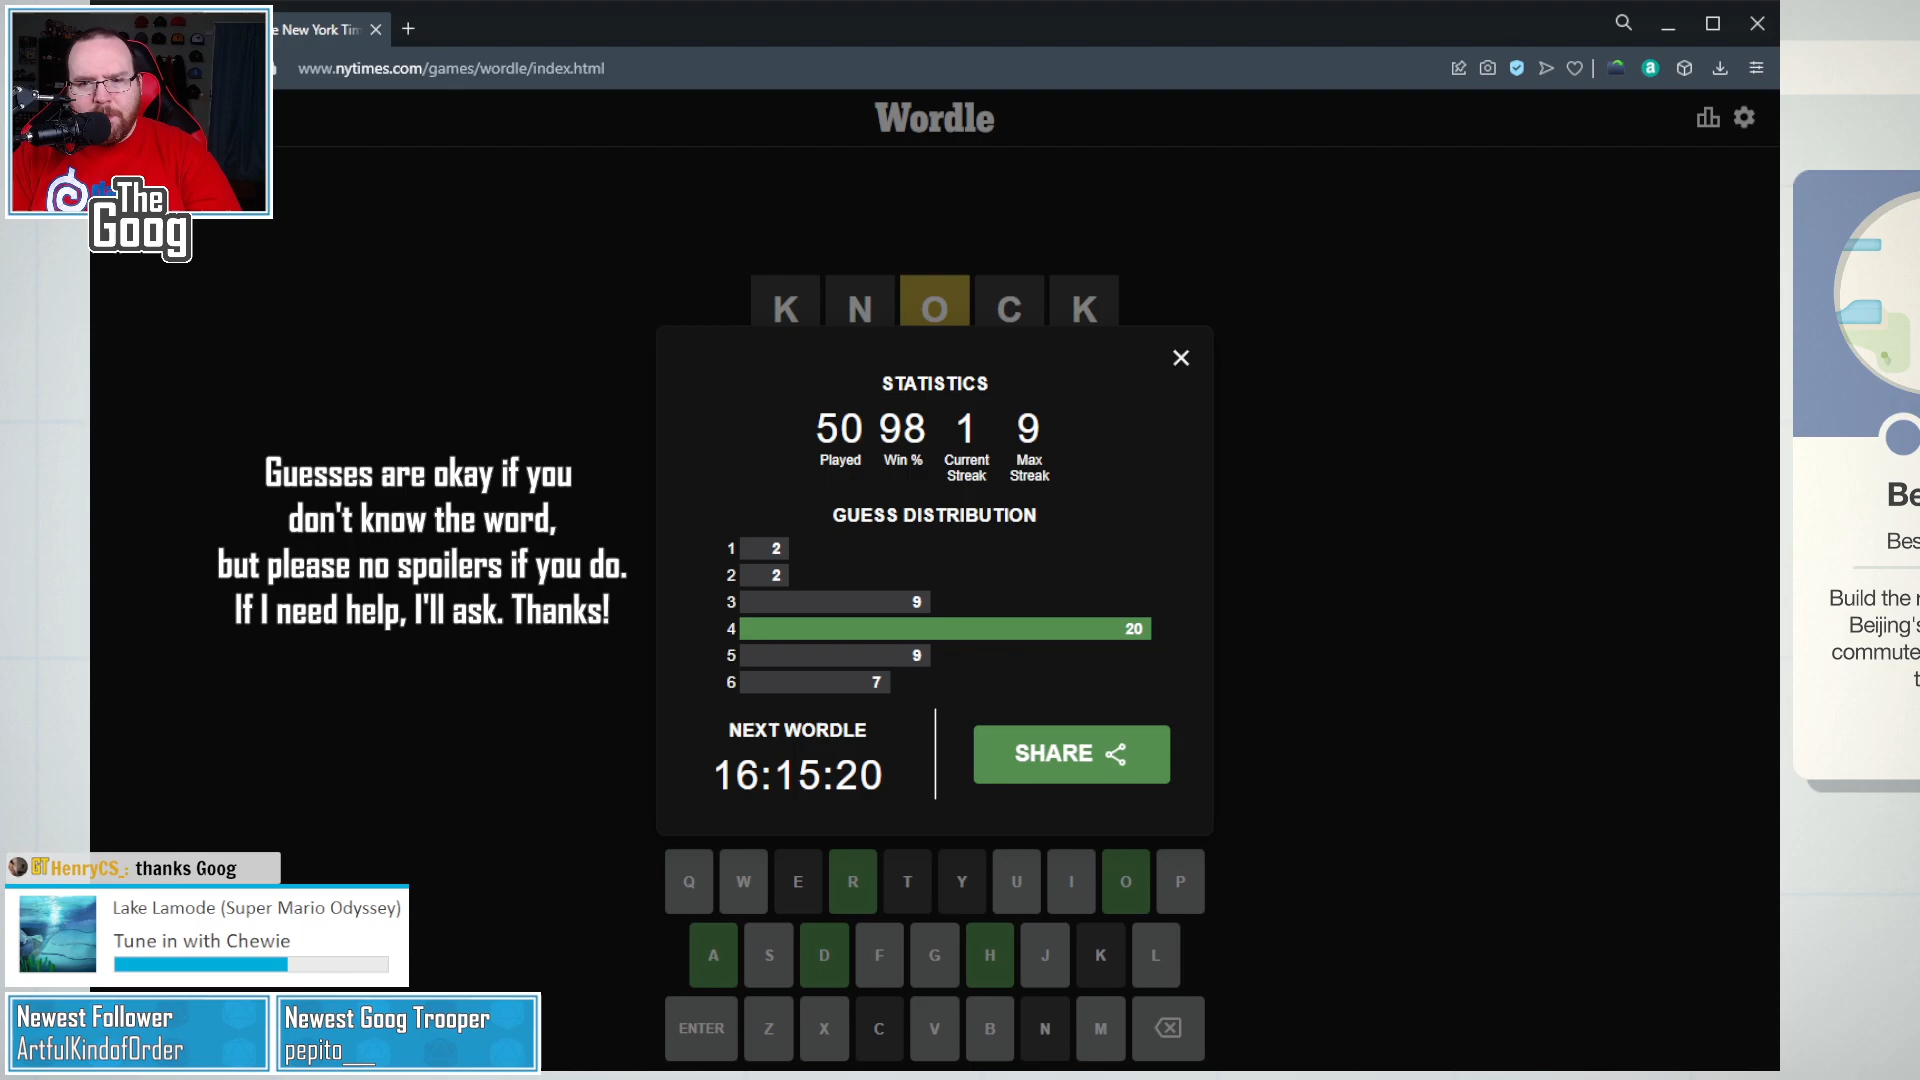 e New York Tim
www.nytimes.com/games/wordle/index.html
Wordle
The
Goog
K N O C K
STATISTICS
50 98 1 9
Played Win % Current Streak Max Streak
GUESS DISTRIBUTION
1 2
2 2
3 9
4 20
5 9
6 7
NEXT WORDLE
16:15:20
SHARE
Guesses are okay if you
don't know the word,
but please no spoilers if you do.
If I need help, I'll ask. Thanks!
Q W E R T Y U I O P
A S D F G H J K L
ENTER Z X C V B N M
GT HenryCS_: thanks Goog
Lake Lamode (Super Mario Odyssey)
Tune in with Chewie
Newest Follower
ArtfulKindofOrder
Newest Goog Trooper
pepito___
Be
Bes
Build the r
Beijing's
commute
t